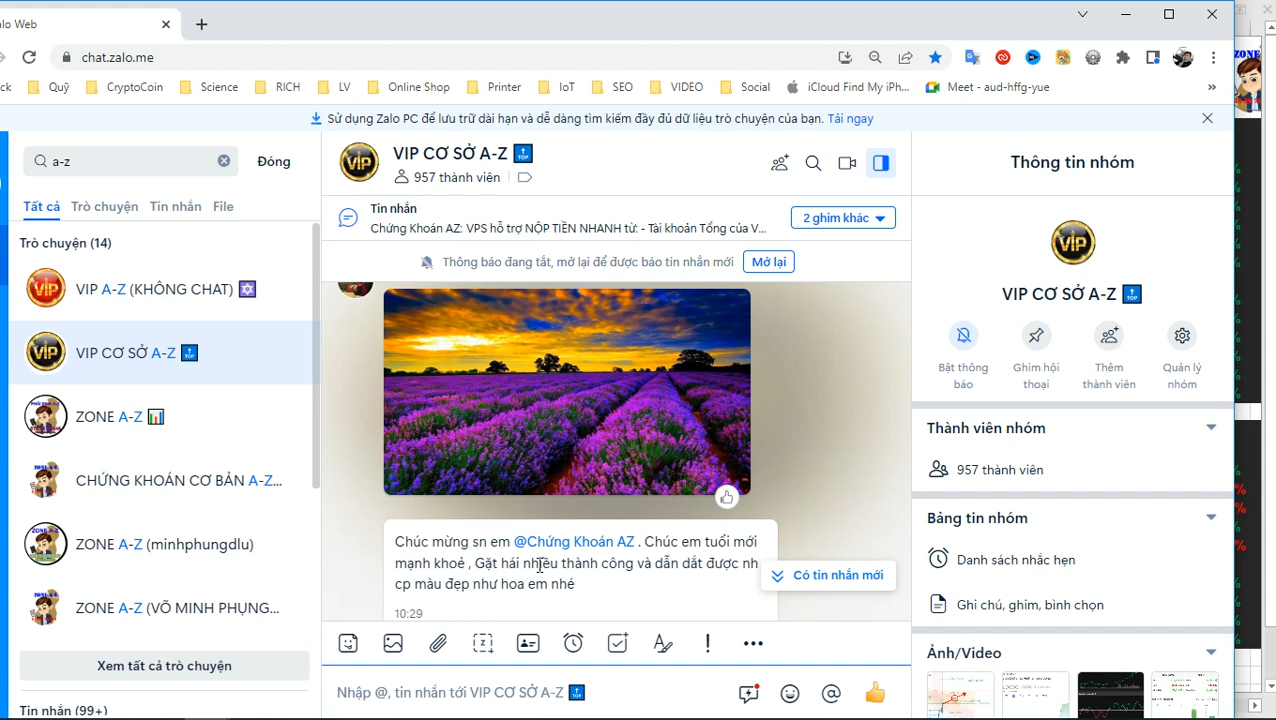 lo Web
chat.zalo.me
ck
Quỹ
CryptoCoin
Science
RICH
LV
Online Shop
Printer
IoT
SEO
VIDEO
Social
iCloud Find My iPh...
Meet - aud-hffg-yue
»
Sử dụng Zalo PC để lưu trữ dài hạn và dễ dàng tìm kiếm đầy đủ dữ liệu trò chuyện của bạn. Tải ngay
a-z
Đóng
Tất cả
Trò chuyện
Tin nhắn
File
Trò chuyện (14)
VIP
VIP A-Z (KHÔNG CHAT)
VIP
VIP CƠ SỞ A-Z TOP
ZONE A-Z
CHỨNG KHOÁN CƠ BẢN A-Z...
ZONE A-Z (minhphungdlu)
ZONE A-Z (VÕ MINH PHỤNG...
Xem tất cả trò chuyện
Tin nhắn (99+)
VIP
VIP CƠ SỞ A-Z TOP
957 thành viên
Tin nhắn
Chứng Khoán AZ: VPS hỗ trợ NỘP TIỀN NHANH từ: - Tài khoản Tổng của V...
2 ghim khác
Thông báo đang tắt, mở lại để được báo tin nhắn mới
Mở lại
Chúc mừng sn em @Chứng Khoán AZ . Chúc em tuổi mới
mạnh khoẻ , Gặt hái nhiều thành công và dẫn dắt được nh
cp màu đẹp như hoa em nhé
10:29
Có tin nhắn mới
Nhập @, tin nhắn tới VIP CƠ SỞ A-Z TOP
Thông tin nhóm
VIP
VIP CƠ SỞ A-Z TOP
Bật thông
báo
Ghim hội
thoại
Thêm
thành viên
Quản lý
nhóm
Thành viên nhóm
957 thành viên
Bảng tin nhóm
Danh sách nhắc hẹn
Ghi chú, ghim, bình chọn
Ảnh/Video
ZONE